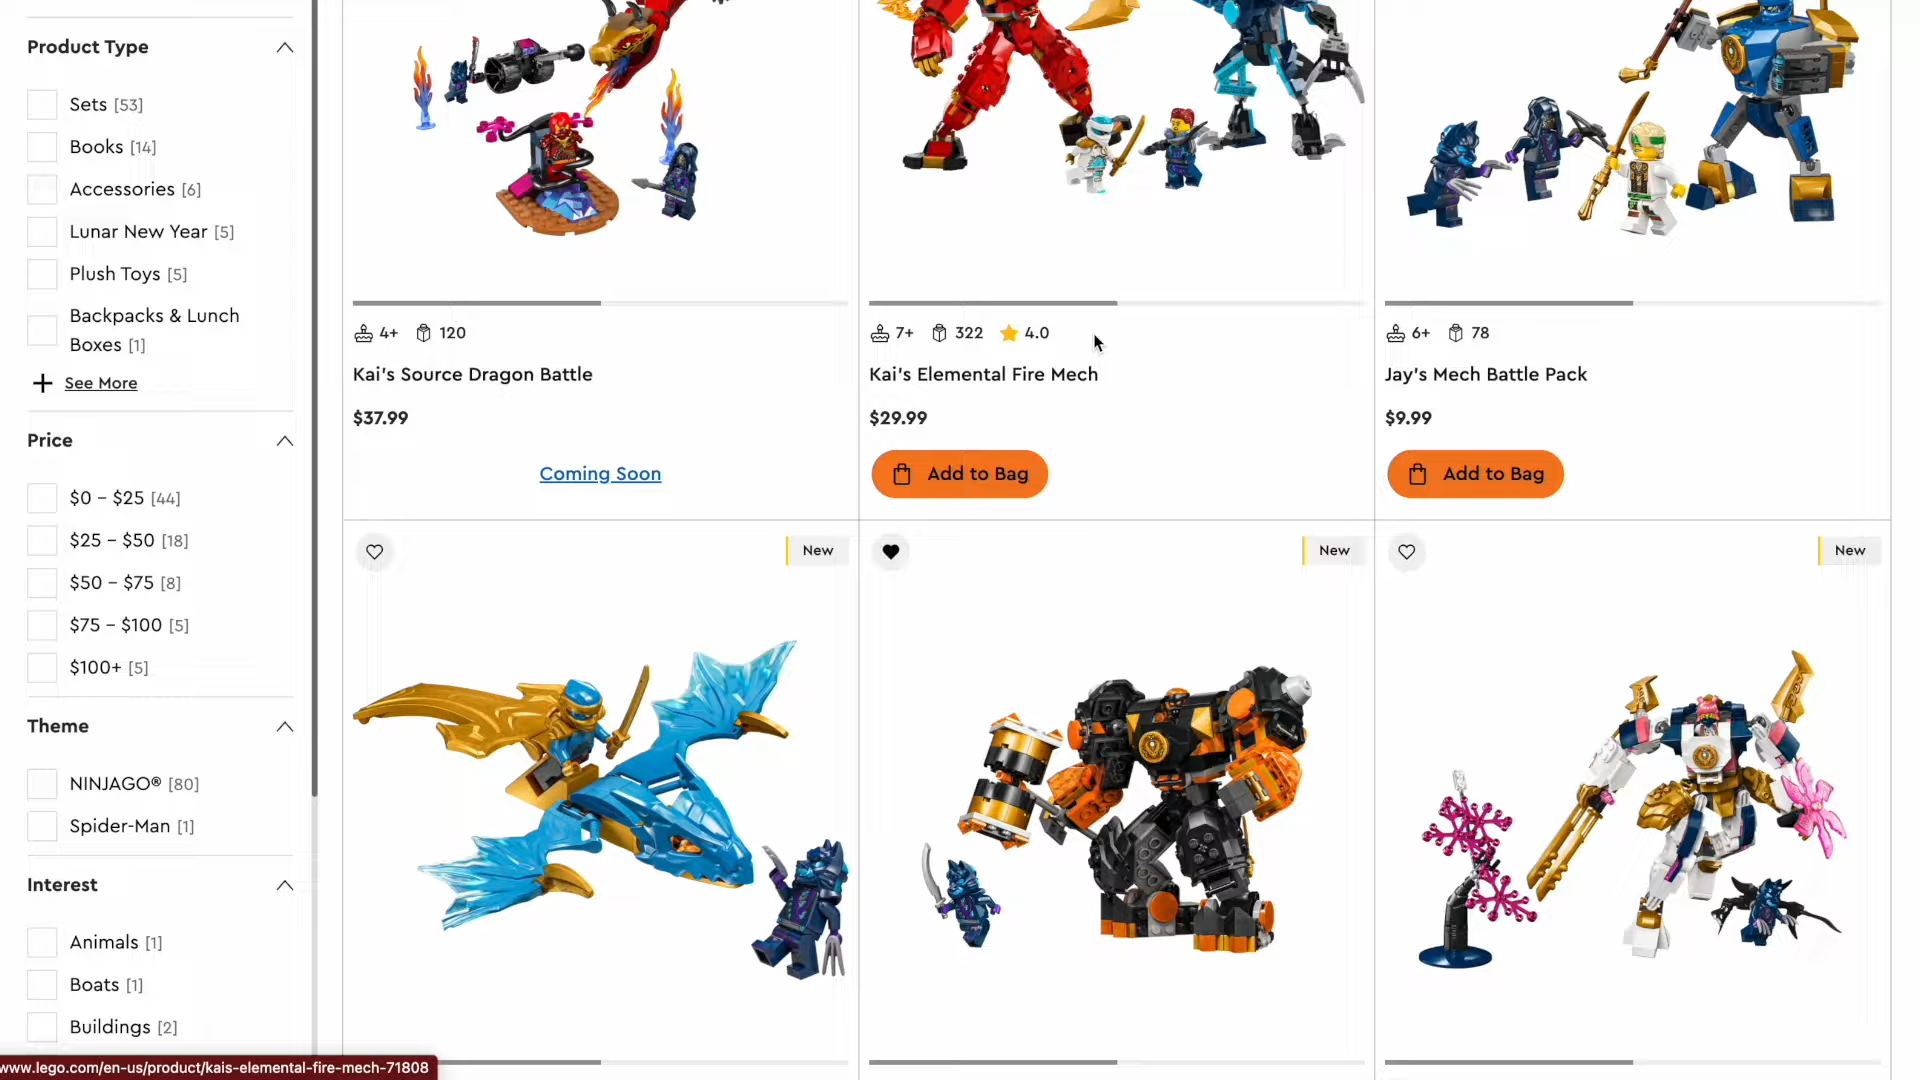 Product Type
Sets [53]
Books [14]
Accessories [6]
Lunar New Year [5]
Plush Toys [5]
Backpacks & Lunch
Boxes [1]
See More
Price
$0 – $25 [44]
$25 – $50 [18]
$50 – $75 [8]
$75 – $100 [5]
$100+ [5]
Theme
NINJAGO® [80]
Spider-Man [1]
Interest
Animals [1]
Boats [1]
Buildings [2]
4+ 120
Kai's Source Dragon Battle
$37.99
Coming Soon
7+ 322 4.0
Kai's Elemental Fire Mech
$29.99
Add to Bag
6+ 78
Jay's Mech Battle Pack
$9.99
Add to Bag
New
New
New
www.lego.com/en-us/product/kais-elemental-fire-mech-71808